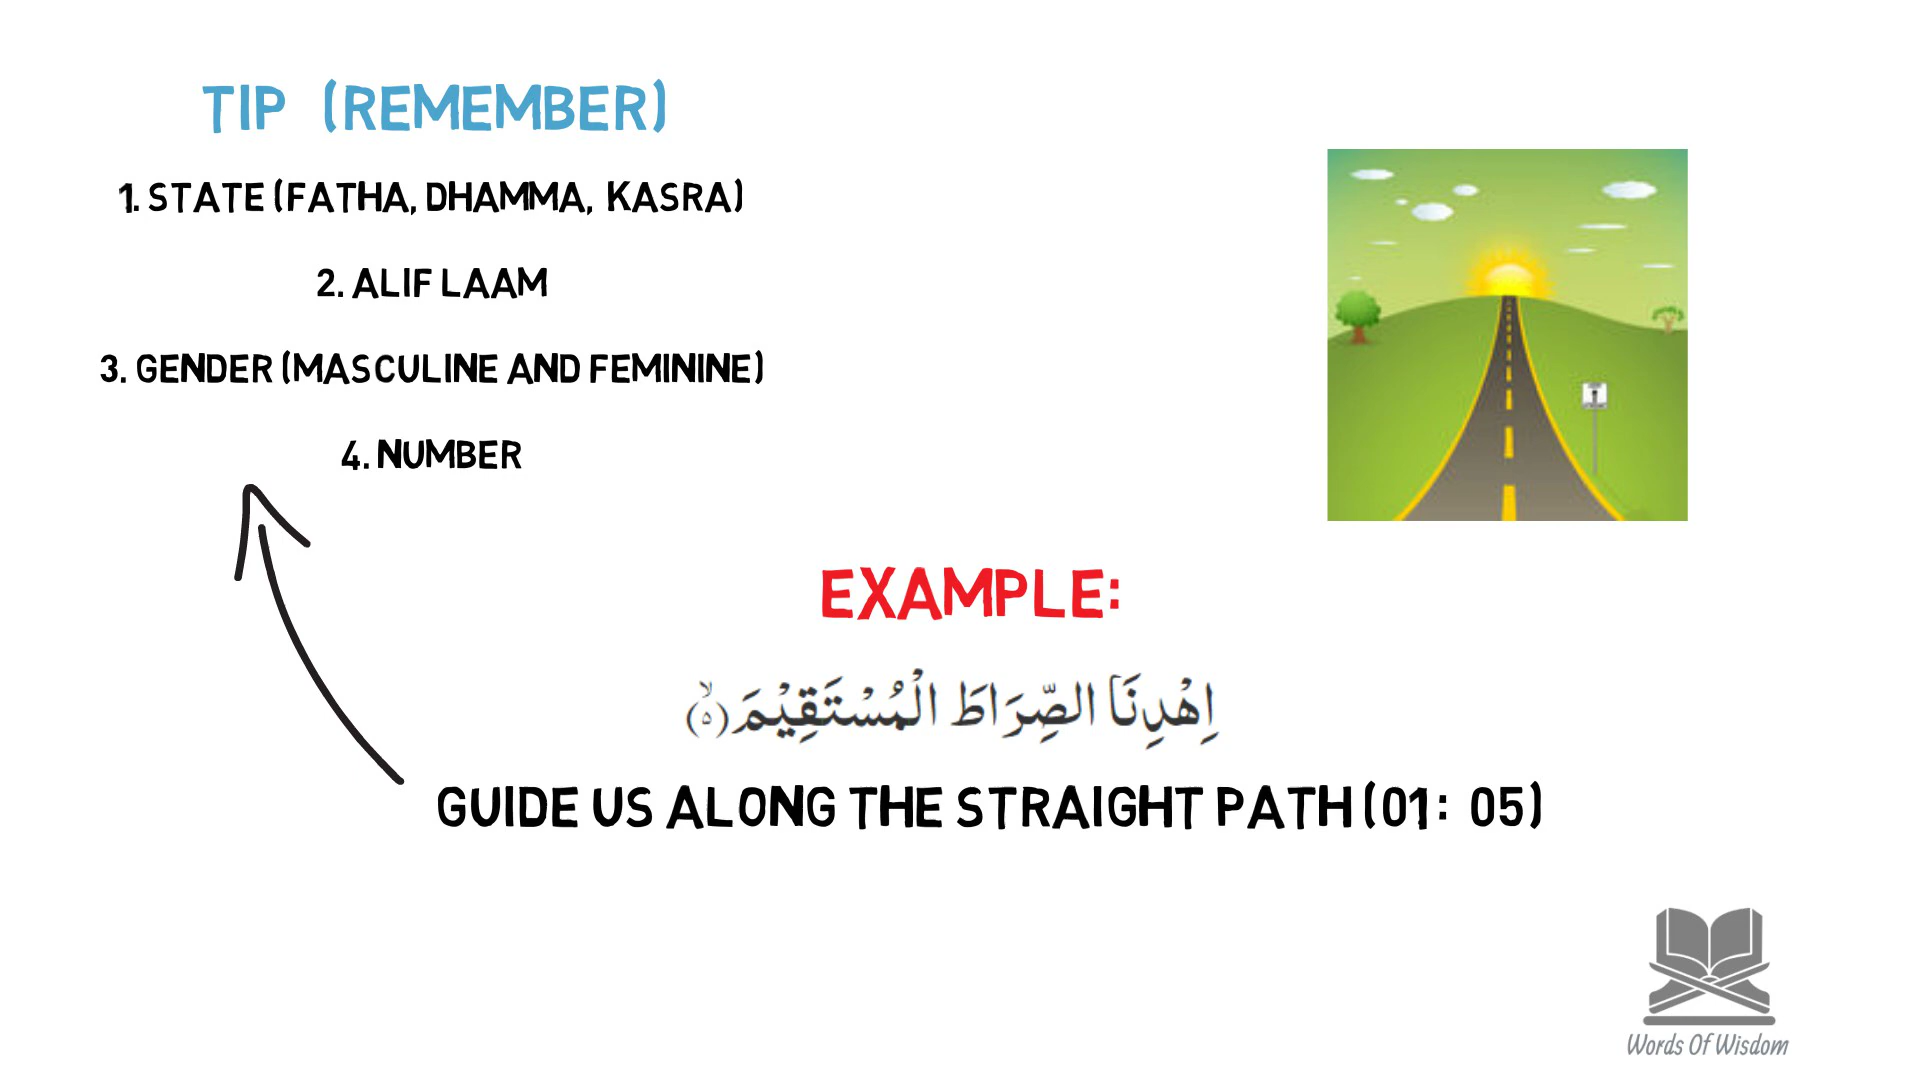 TIP (REMEMBER)
1. STATE (FATHA, DHAMMA, KASRA)
2. ALIF LAAM
3. GENDER (MASCULINE AND FEMININE)
4. NUMBER
EXAMPLE:
اِهْدِنَا الصِّرَاطَ الْمُسْتَقِيْمَ ۙ﴿۵﴾
GUIDE US ALONG THE STRAIGHT PATH (01: 05)
Words Of Wisdom